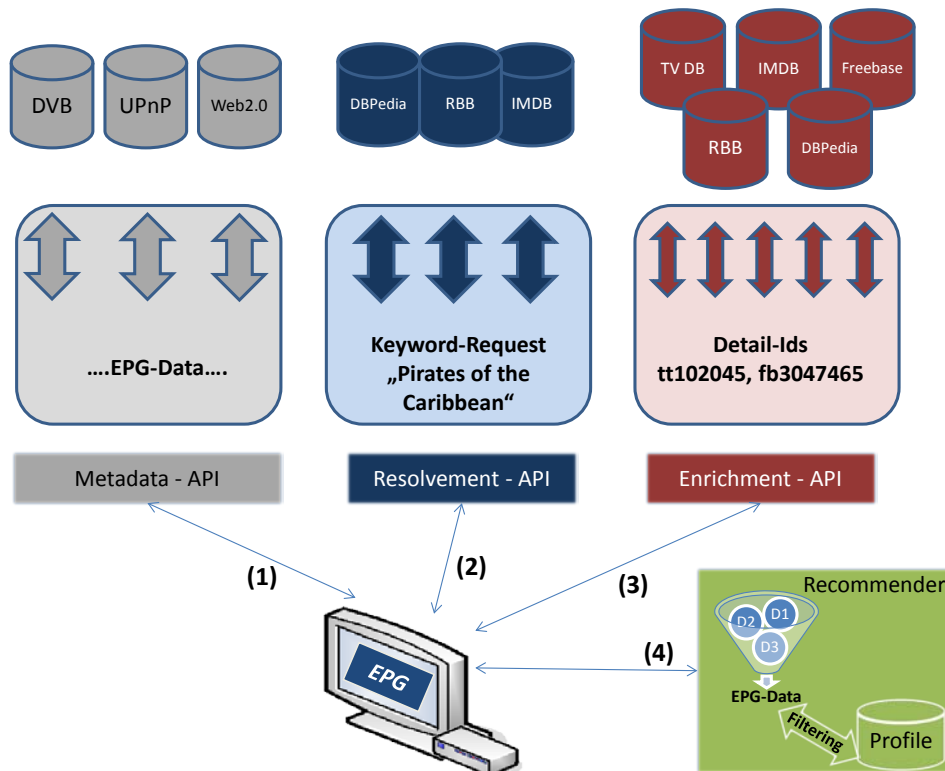 DVB
UPnP
Web2.0
DBPedia
RBB
IMDB
TV DB
IMDB
Freebase
RBB
DBPedia
….EPG-Data….
Keyword-Request
„Pirates of the
Caribbean“
Detail-Ids
tt102045, fb3047465
Metadata - API
Resolvement - API
Enrichment - API
(1)
(2)
(3)
(4)
EPG
Recommender
D2
D1
D3
EPG-Data
Filtering
Profile